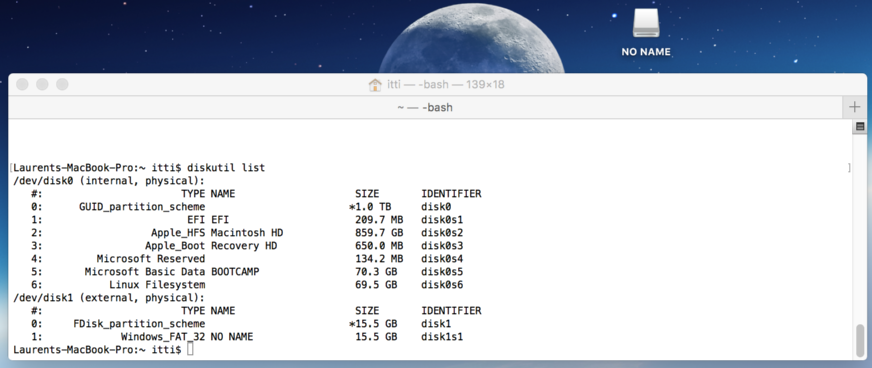 NO NAME
itti — -bash — 139×18
~ — -bash
[Laurents-MacBook-Pro:~ itti$ diskutil list ]
/dev/disk0 (internal, physical):
#: TYPE NAME SIZE IDENTIFIER
0: GUID_partition_scheme *1.0 TB disk0
1: EFI EFI 209.7 MB disk0s1
2: Apple_HFS Macintosh HD 859.7 GB disk0s2
3: Apple_Boot Recovery HD 650.0 MB disk0s3
4: Microsoft Reserved 134.2 MB disk0s4
5: Microsoft Basic Data BOOTCAMP 70.3 GB disk0s5
6: Linux Filesystem 69.5 GB disk0s6
/dev/disk1 (external, physical):
#: TYPE NAME SIZE IDENTIFIER
0: FDisk_partition_scheme *15.5 GB disk1
1: Windows_FAT_32 NO NAME 15.5 GB disk1s1
Laurents-MacBook-Pro:~ itti$